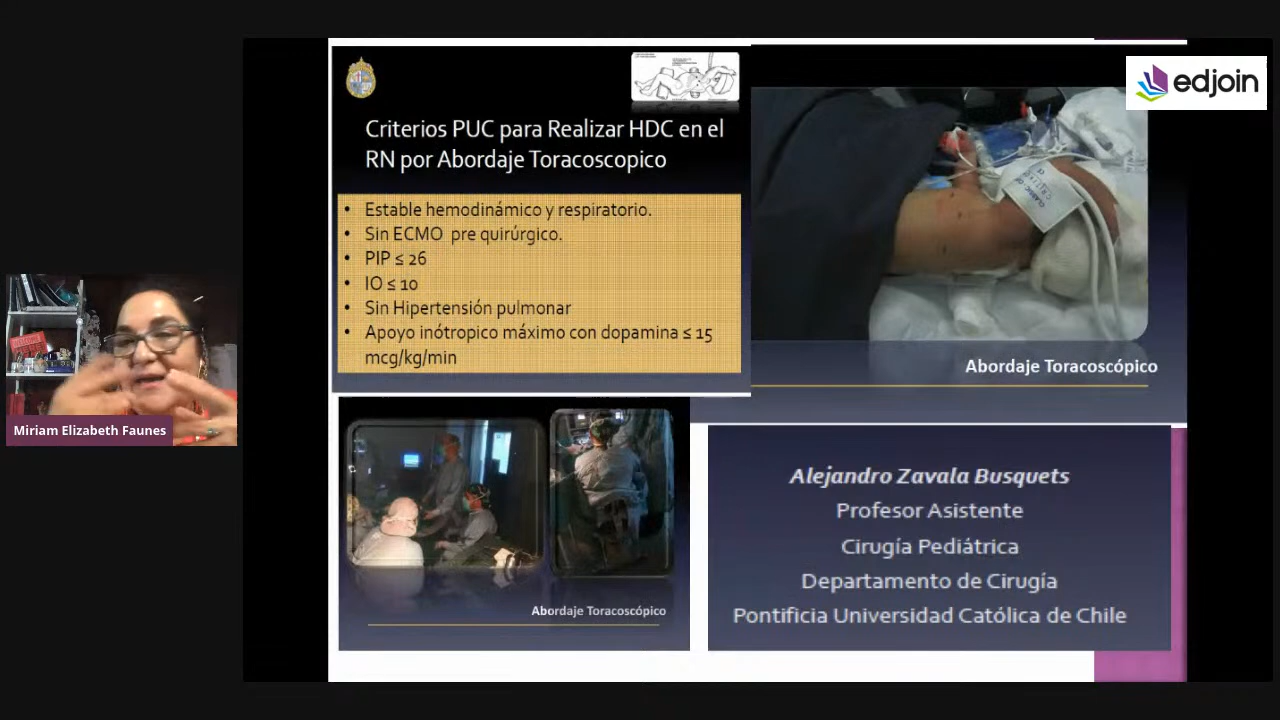 edjoin
Criterios PUC para Realizar HDC en el
RN por Abordaje Toracoscopico
• Estable hemodinámico y respiratorio.
• Sin ECMO pre quirúrgico.
• PIP ≤ 26
• IO ≤ 10
• Sin Hipertensión pulmonar
• Apoyo inótropico máximo con dopamina ≤ 15
mcg/kg/min
Abordaje Toracoscópico
Miriam Elizabeth Faunes
Abordaje Toracoscópico
Alejandro Zavala Busquets
Profesor Asistente
Cirugía Pediátrica
Departamento de Cirugía
Pontificia Universidad Católica de Chile